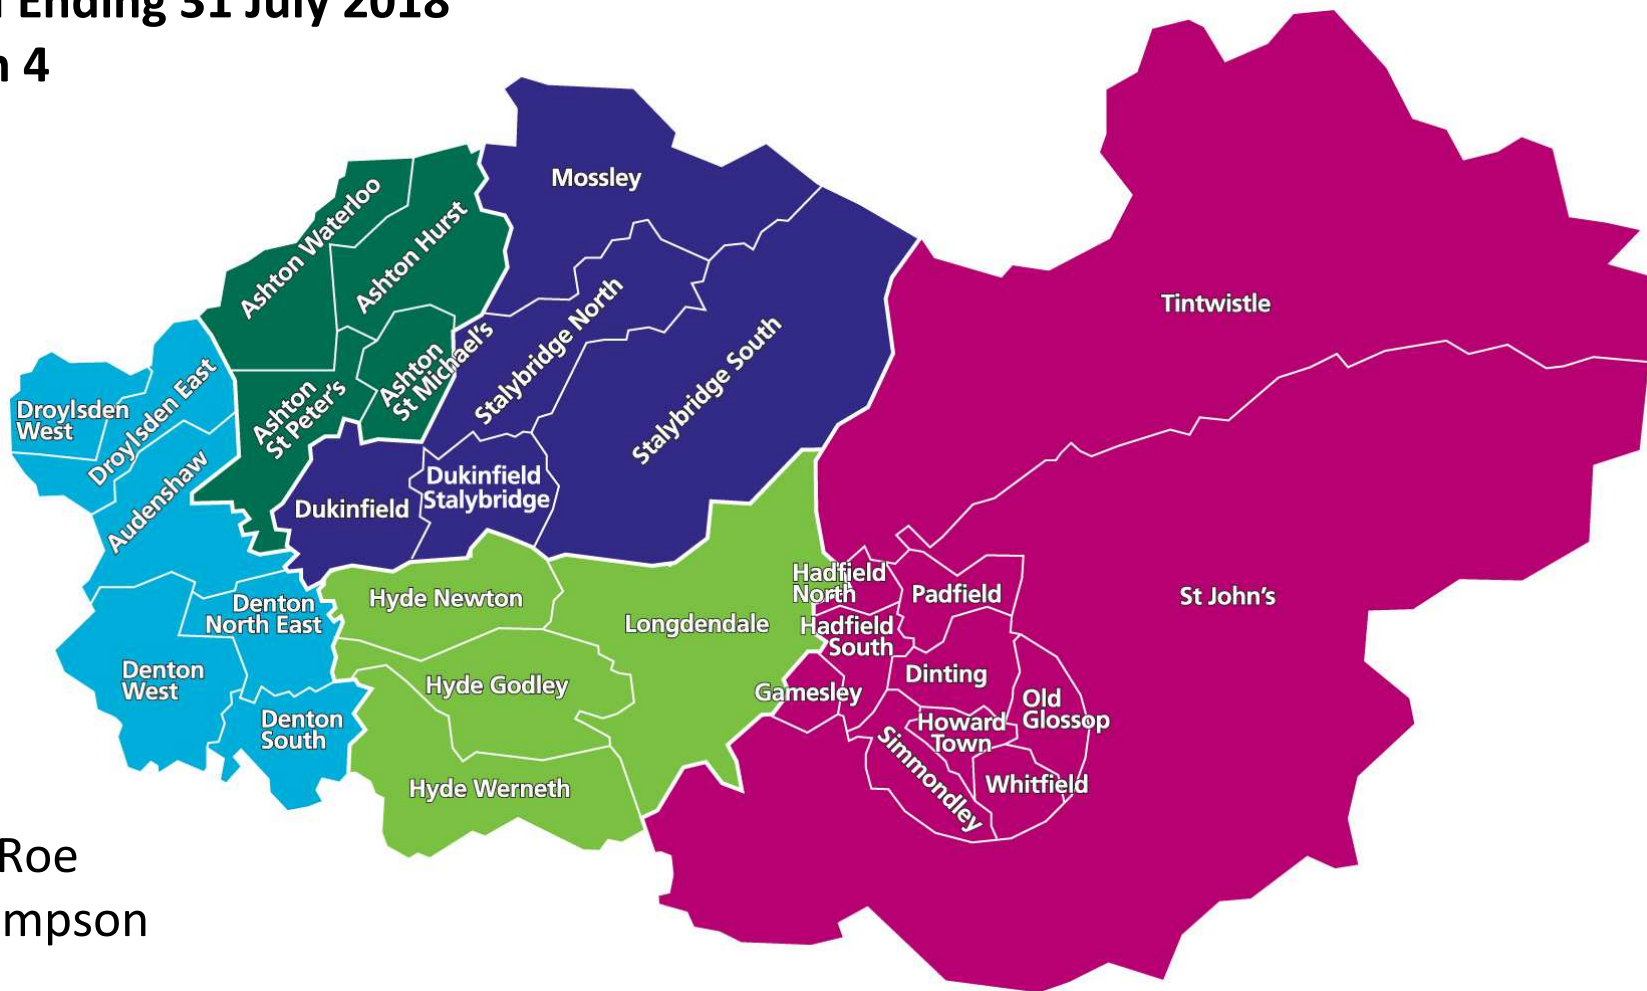 Ending 31 July 2018
4
Mossley
Ashton Waterloo
Ashton Hurst
Tintwistle
Stalybridge North
Stalybridge South
Ashton
St Michael's
Ashton
St Peter's
Droylsden
West
Droylsden East
Audenshaw
Dukinfield
Dukinfield
Stalybridge
Hadfield
North
Padfield
St John's
Hyde Newton
Longdendale
Denton
North East
Hadfield
South
Denton
West
Hyde Godley
Gamesley
Dinting
Old
Glossop
Howard
Town
Denton
South
Simmondley
Whitfield
Hyde Werneth
Roe
mpson